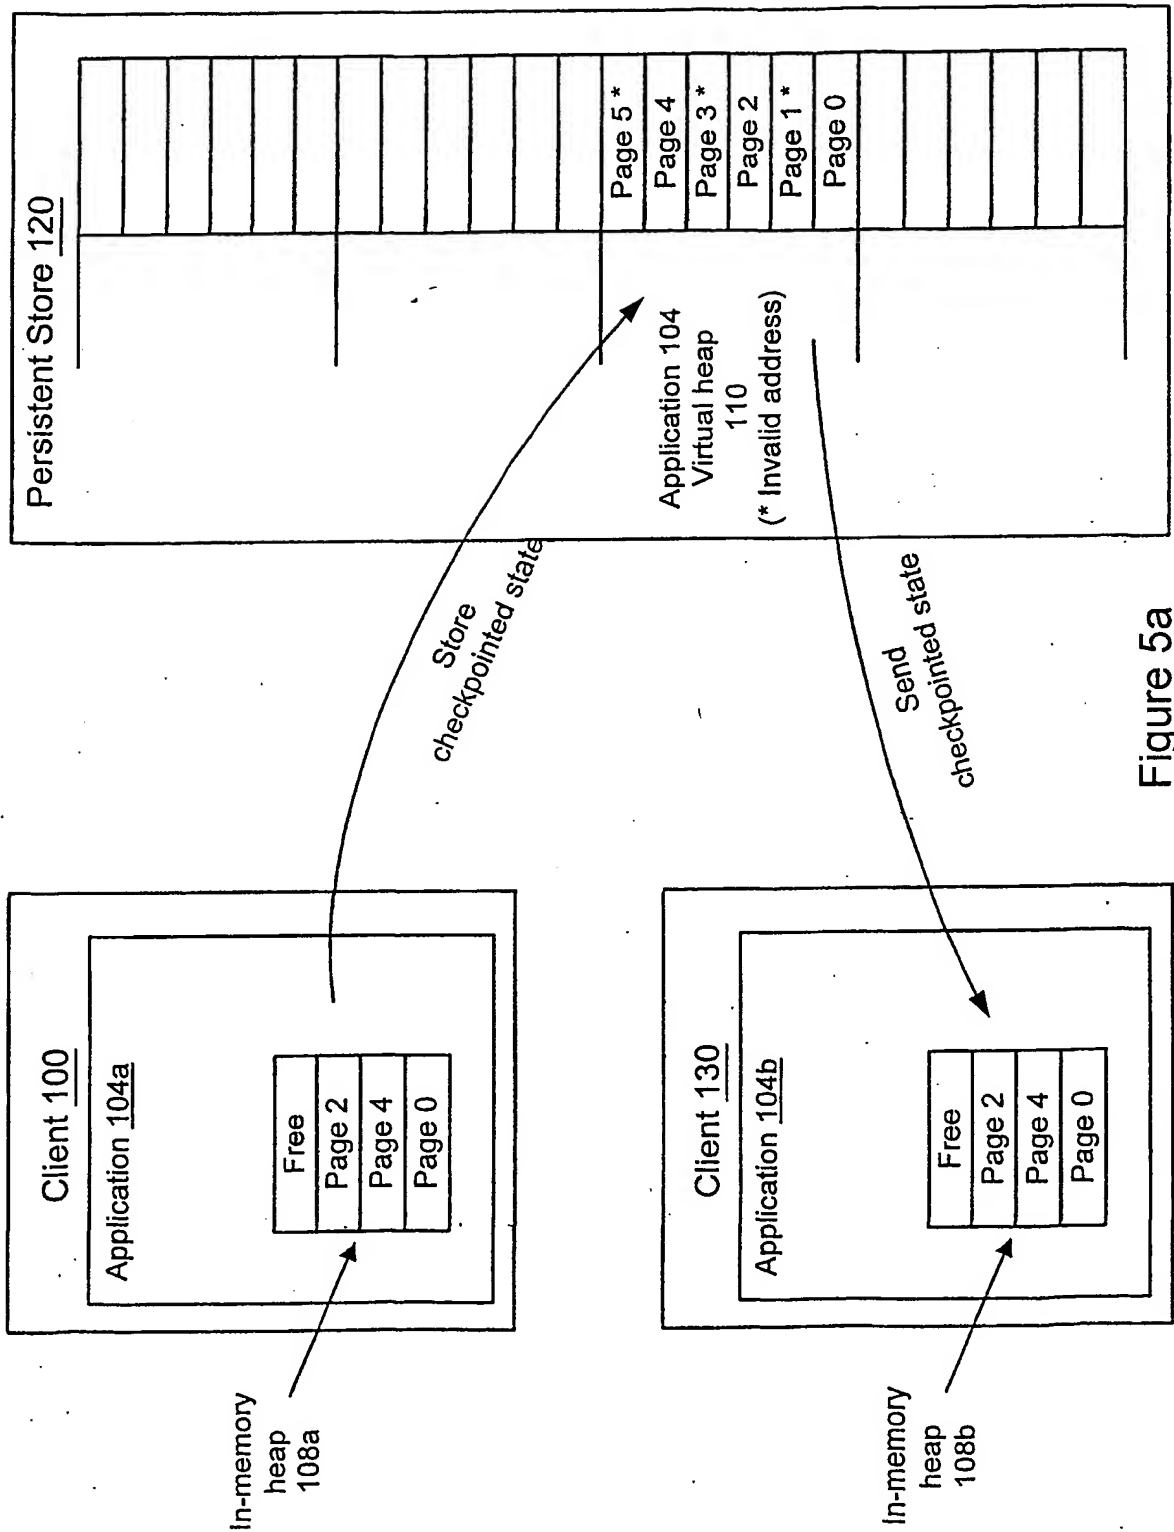 Persistent Store 120
Page 5 *
Page 4
Page 3 *
Page 2
Page 1 *
Page 0
Application 104
Virtual heap
110
(* Invalid address)
Store
checkpointed state
Send
checkpointed state
Client 100
Application 104a
Free
Page 2
Page 4
Page 0
In-memory
heap
108a
Client 130
Application 104b
Free
Page 2
Page 4
Page 0
In-memory
heap
108b
Figure 5a